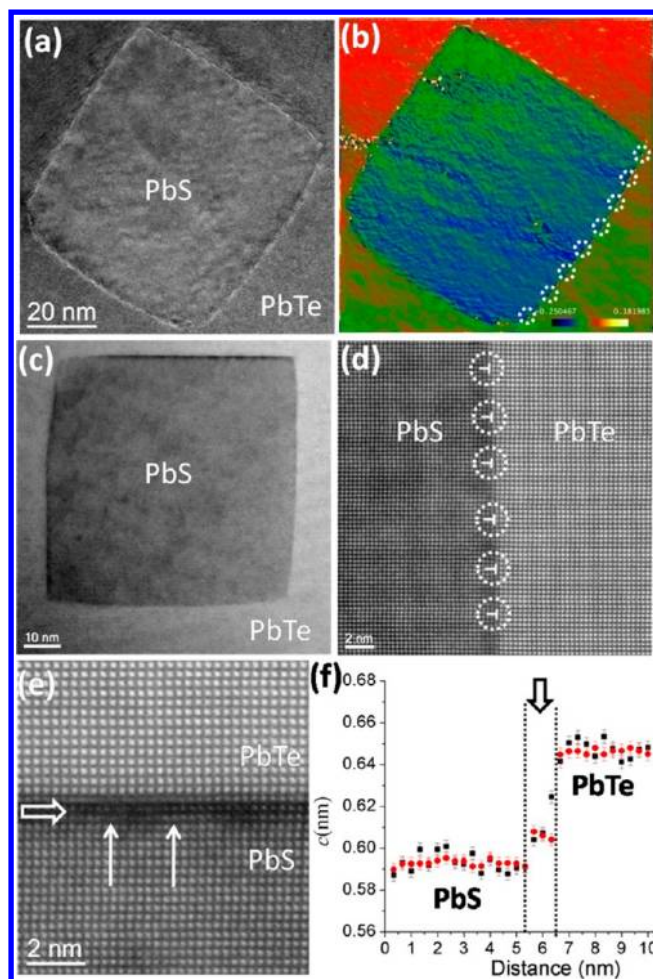 (a)
PbS
PbTe
20 nm
(b)
-0.250467
0.181985
(c)
PbS
PbTe
10 nm
(d)
PbS
PbTe
T
T
T
T
T
T
2 nm
(e)
PbTe
PbS
2 nm
(f)
0.68
0.66
0.64
0.62
0.60
0.58
0.56
c(nm)
PbTe
PbS
0 1 2 3 4 5 6 7 8 9 10
Distance (nm)